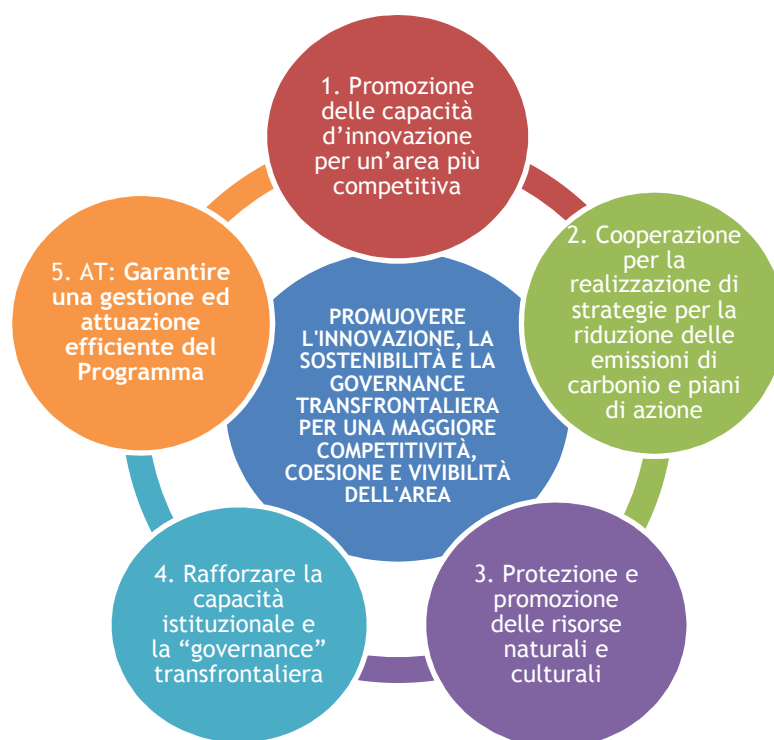 1. Promozione
delle capacità
d’innovazione
per un’area più
competitiva
2. Cooperazione
per la
realizzazione di
strategie per la
riduzione delle
emissioni di
carbonio e piani
di azione
3. Protezione e
promozione
delle risorse
naturali e
culturali
4. Rafforzare la
capacità
istituzionale e
la “governance”
transfrontaliera
5. AT: Garantire
una gestione ed
attuazione
efficiente del
Programma
PROMUOVERE
L'INNOVAZIONE, LA
SOSTENIBILITÀ E LA
GOVERNANCE
TRANSFRONTALIERA
PER UNA MAGGIORE
COMPETITIVITÀ,
COESIONE E VIVIBILITÀ
DELL'AREA